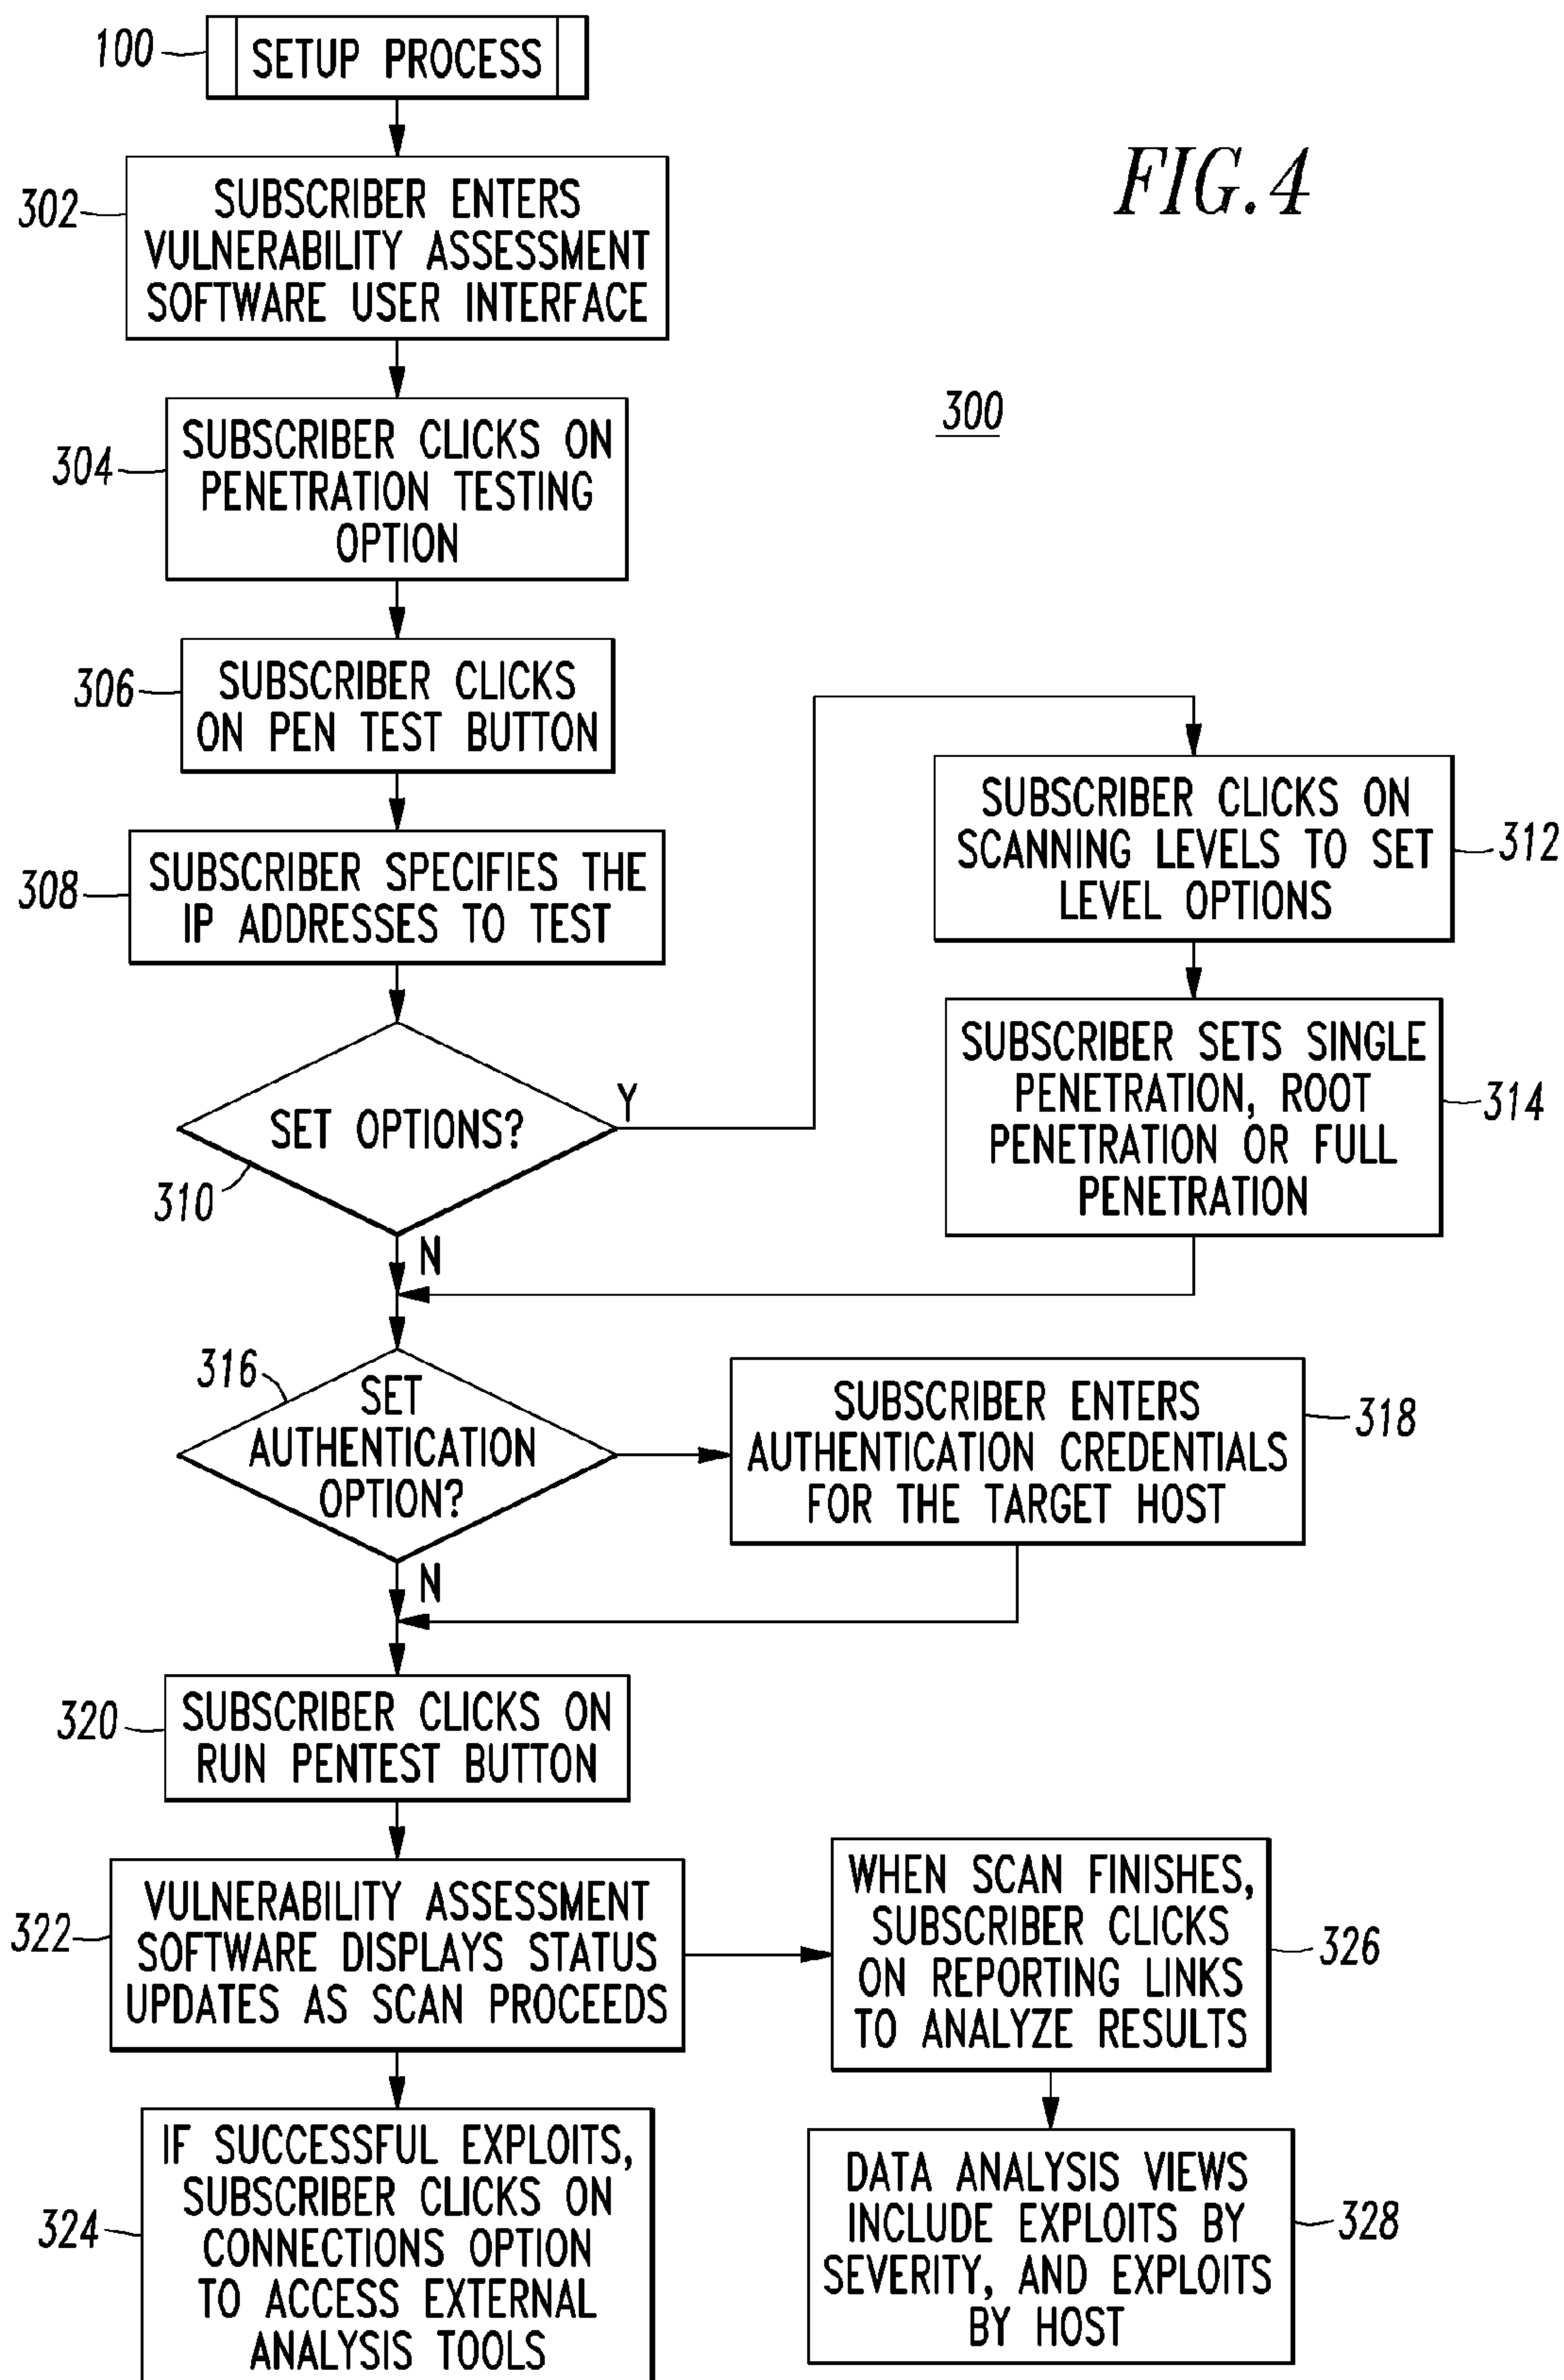 100
SETUP PROCESS
FIG.4
302
SUBSCRIBER ENTERS
VULNERABILITY ASSESSMENT
SOFTWARE USER INTERFACE
300
304
SUBSCRIBER CLICKS ON
PENETRATION TESTING
OPTION
306
SUBSCRIBER CLICKS
ON PEN TEST BUTTON
308
SUBSCRIBER SPECIFIES THE
IP ADDRESSES TO TEST
SET OPTIONS?
310
Y
N
SUBSCRIBER CLICKS ON
SCANNING LEVELS TO SET
LEVEL OPTIONS
312
SUBSCRIBER SETS SINGLE
PENETRATION, ROOT
PENETRATION OR FULL
PENETRATION
314
316
SET
AUTHENTICATION
OPTION?
N
SUBSCRIBER ENTERS
AUTHENTICATION CREDENTIALS
FOR THE TARGET HOST
318
320
SUBSCRIBER CLICKS ON
RUN PENTEST BUTTON
322
VULNERABILITY ASSESSMENT
SOFTWARE DISPLAYS STATUS
UPDATES AS SCAN PROCEEDS
WHEN SCAN FINISHES,
SUBSCRIBER CLICKS
ON REPORTING LINKS
TO ANALYZE RESULTS
326
324
IF SUCCESSFUL EXPLOITS,
SUBSCRIBER CLICKS ON
CONNECTIONS OPTION
TO ACCESS EXTERNAL
ANALYSIS TOOLS
DATA ANALYSIS VIEWS
INCLUDE EXPLOITS BY
SEVERITY, AND EXPLOITS
BY HOST
328